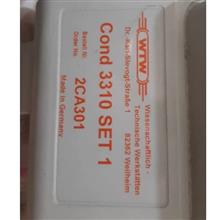 WTW
Wissenschaftlich -
Technische Werkstätten
Dr.-Karl-Slevogt-Straße 1
82362 Weilheim
Cond 3310 SET 1
Bestell Nr.
Order No.
2CA301
Made in Germany